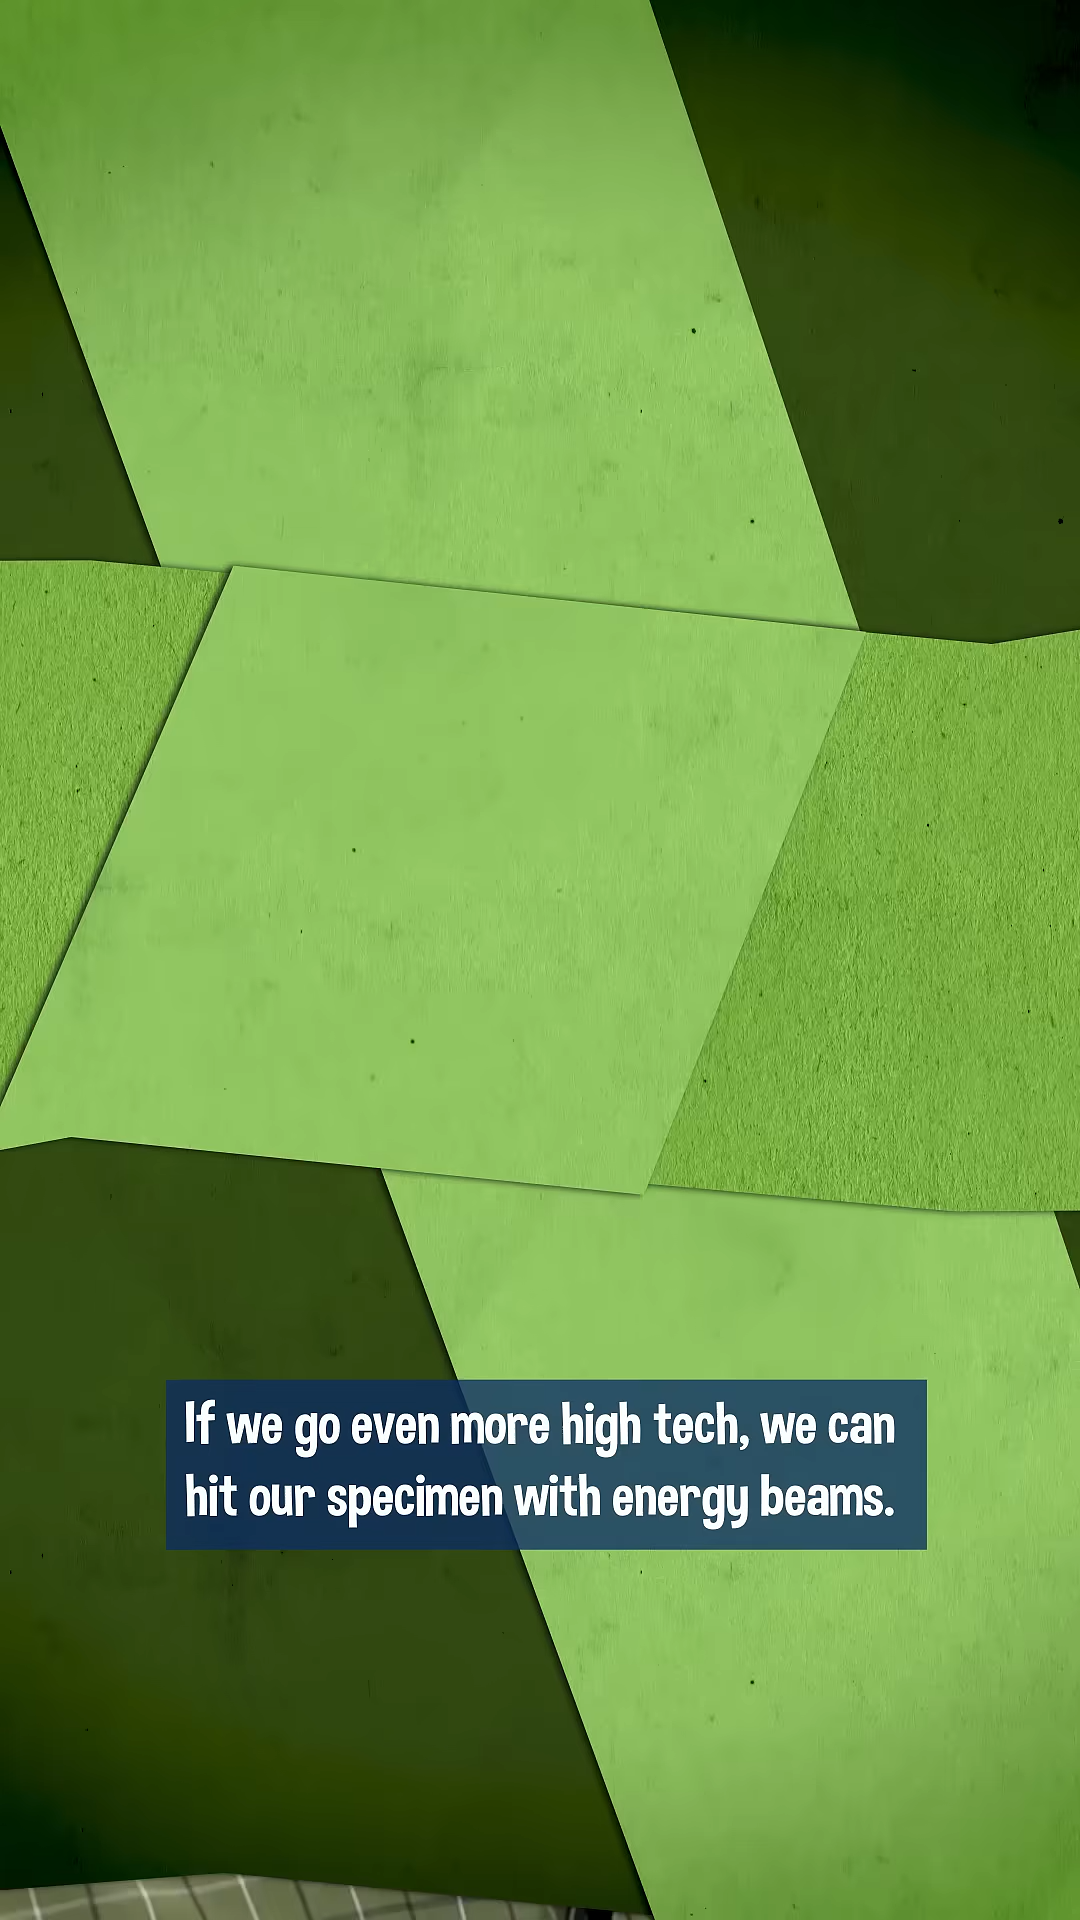 If we go even more high tech, we can
hit our specimen with energy beams.